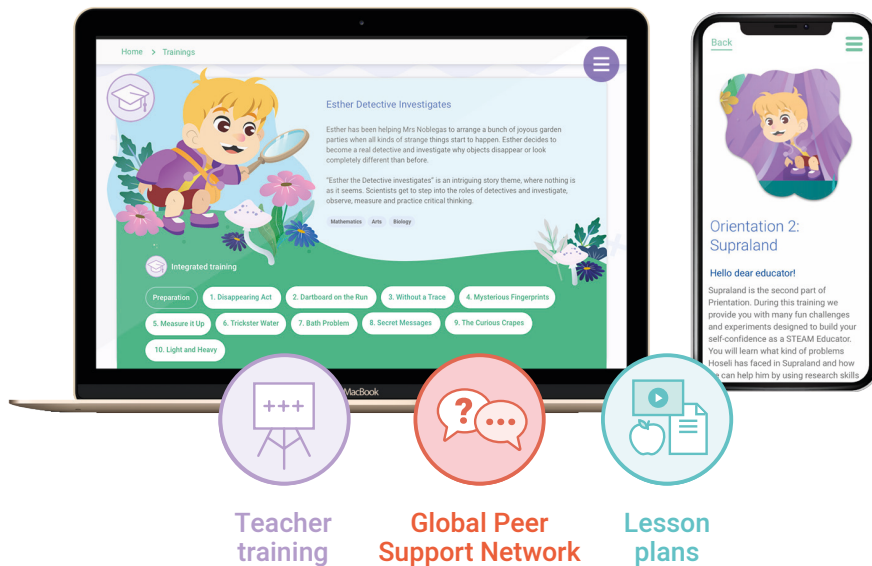 Home > Trainings
Esther Detective Investigates
Esther has been helping Mrs Noblegas to arrange a bunch of joyous garden
parties when all kinds of strange things start to happen. Esther decides to
become a real detective and investigate why objects disappear or look
completely different than before.
"Esther the Detective investigates" is an intriguing story theme, where nothing is
as it seems. Scientists get to step into the roles of detectives and investigate,
observe, measure and practice critical thinking.
Mathematics Arts Biology
Integrated training
Preparation 1. Disappearing Act 2. Dartboard on the Run 3. Without a Trace 4. Mysterious Fingerprints
5. Measure it Up 6. Trickster Water 7. Bath Problem 8. Secret Messages 9. The Curious Crapes
10. Light and Heavy
MacBook
Back
Orientation 2:
Supraland
Hello dear educator!
Supraland is the second part of
Prientation. During this training we
provide you with many fun challenges
and experiments designed to build your
self-confidence as a STEAM Educator.
You will learn what kind of problems
Hoseli has faced in Supraland and how
we can help him by using research skills
+++
?
Teacher
training
Global Peer
Support Network
Lesson
plans